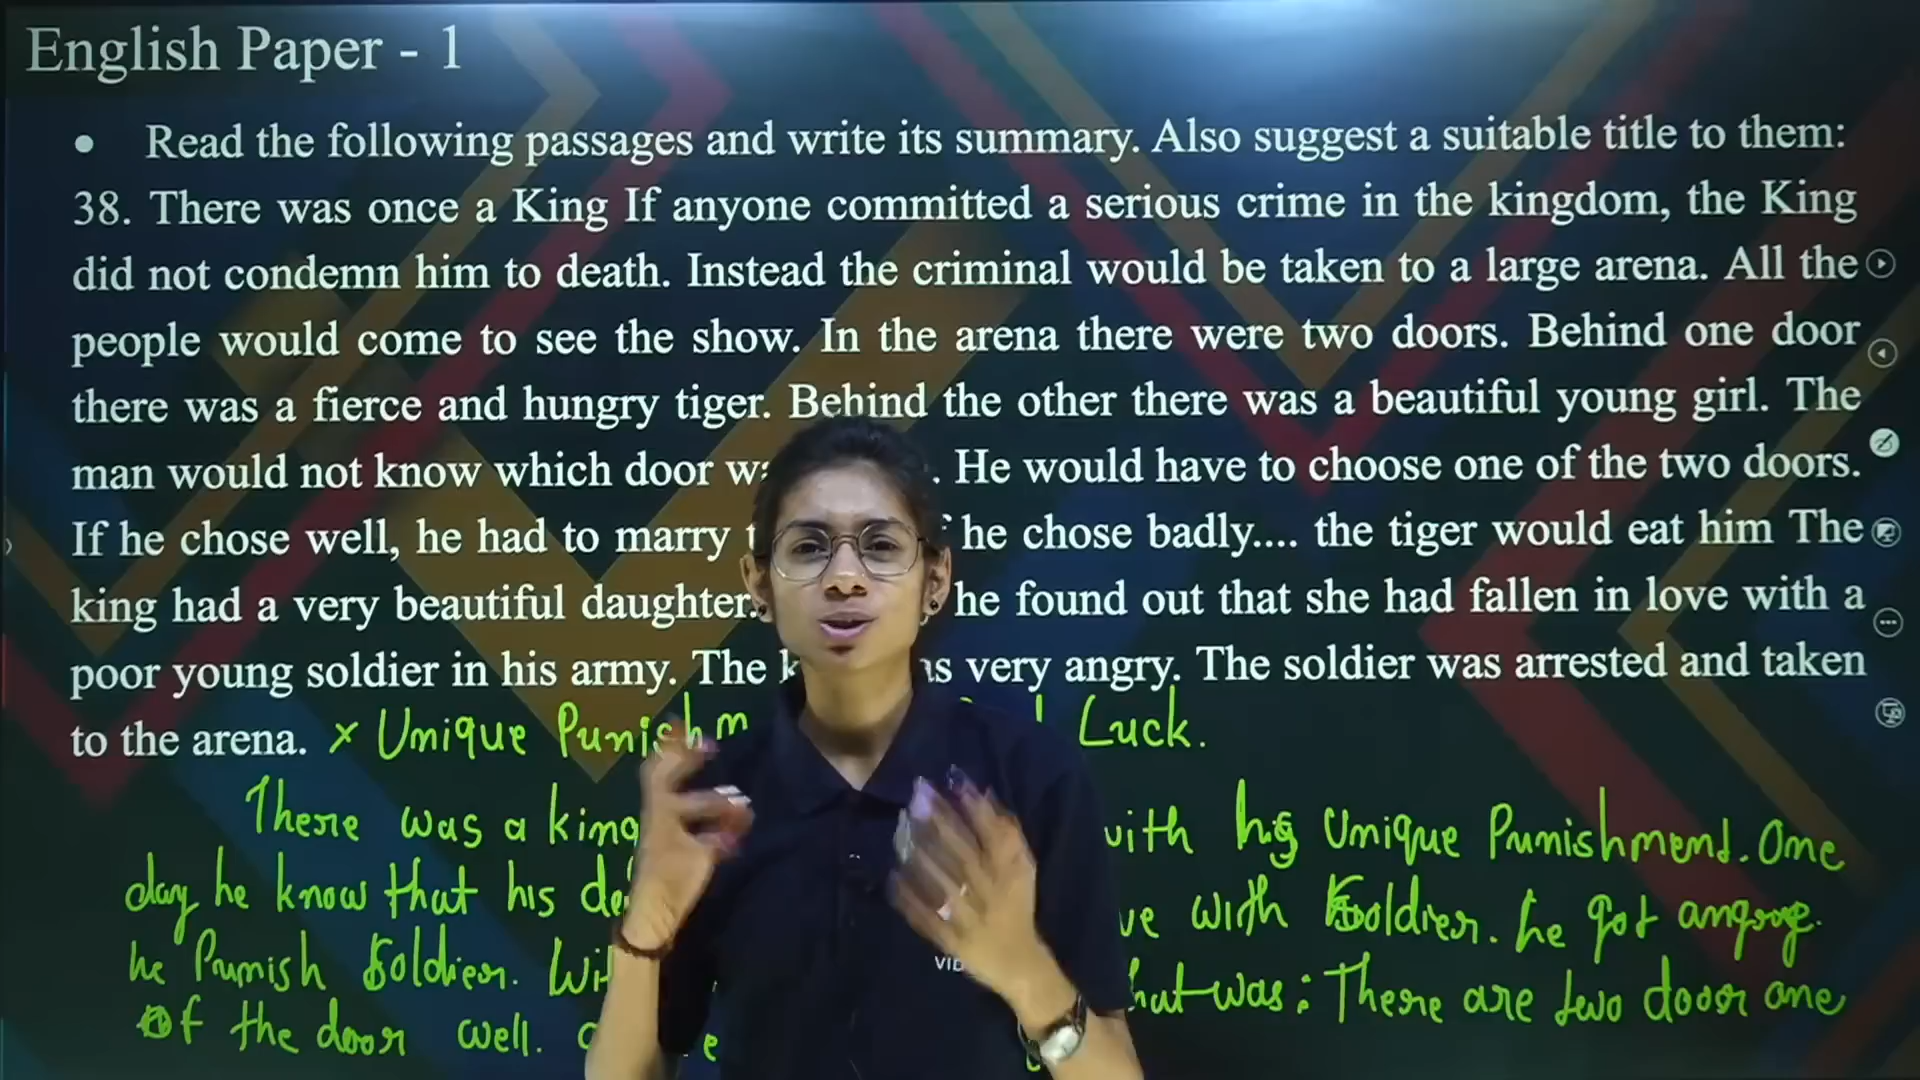 English Paper - 1
• Read the following passages and write its summary. Also suggest a suitable title to them:
38. There was once a King If anyone committed a serious crime in the kingdom, the King
did not condemn him to death. Instead the criminal would be taken to a large arena. All the
people would come to see the show. In the arena there were two doors. Behind one door
there was a fierce and hungry tiger. Behind the other there was a beautiful young girl. The
man would not know which door . He would have to choose one of the two doors.
If he chose well, he had to marry he chose badly.... the tiger would eat him The
king had a very beautiful daughter. he found out that she had fallen in love with a
poor young soldier in his army. The very angry. The soldier was arrested and taken
to the arena. x Unique Luck.
There was a king with his Unique Punishment. One
day he know that his with Soldier. he got
he Punish Soldier. was: There are two door one
Of the door well.
VID